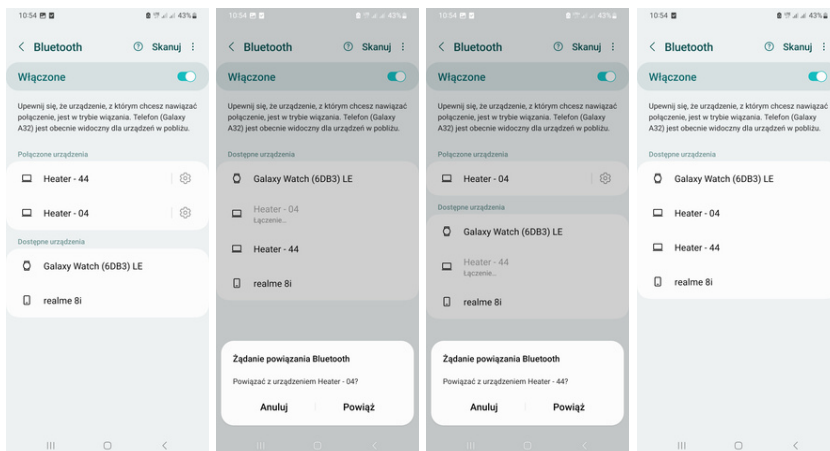 10:54
43%
Bluetooth
Skanuj
Włączone
Upewnij się, że urządzenie, z którym chcesz nawiązać
połączenie, jest w trybie wiązania. Telefon (Galaxy
A32) jest obecnie widoczny dla urządzeń w pobliżu.
Połączone urządzenia
Heater - 44
Heater - 04
Dostępne urządzenia
Galaxy Watch (6DB3) LE
realme 8i
10:54
43%
Bluetooth
Skanuj
Włączone
Upewnij się, że urządzenie, z którym chcesz nawiązać
połączenie, jest w trybie wiązania. Telefon (Galaxy
A32) jest obecnie widoczny dla urządzeń w pobliżu.
Dostępne urządzenia
Galaxy Watch (6DB3) LE
Heater - 04
Łączenie...
Heater - 44
realme 8i
Żądanie powiązania Bluetooth
Powiązać z urządzeniem Heater - 04?
Anuluj
Powiąż
10:54
43%
Bluetooth
Skanuj
Włączone
Upewnij się, że urządzenie, z którym chcesz nawiązać
połączenie, jest w trybie wiązania. Telefon (Galaxy
A32) jest obecnie widoczny dla urządzeń w pobliżu.
Połączone urządzenia
Heater - 04
Dostępne urządzenia
Galaxy Watch (6DB3) LE
Heater - 44
Łączenie...
realme 8i
Żądanie powiązania Bluetooth
Powiązać z urządzeniem Heater - 44?
Anuluj
Powiąż
10:54
43%
Bluetooth
Skanuj
Włączone
Upewnij się, że urządzenie, z którym chcesz nawiązać
połączenie, jest w trybie wiązania. Telefon (Galaxy
A32) jest obecnie widoczny dla urządzeń w pobliżu.
Dostępne urządzenia
Galaxy Watch (6DB3) LE
Heater - 04
Heater - 44
realme 8i